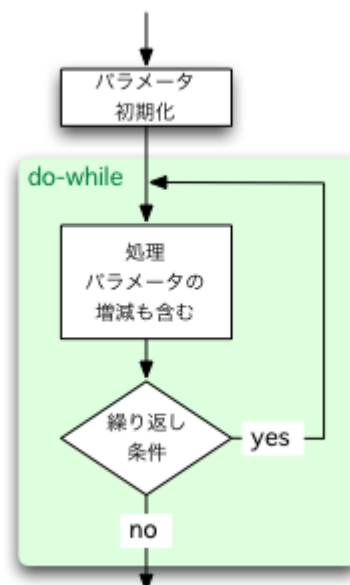 パラメータ
初期化
do-while
処理
パラメータの
増減も含む
繰り返し
条件
yes
no